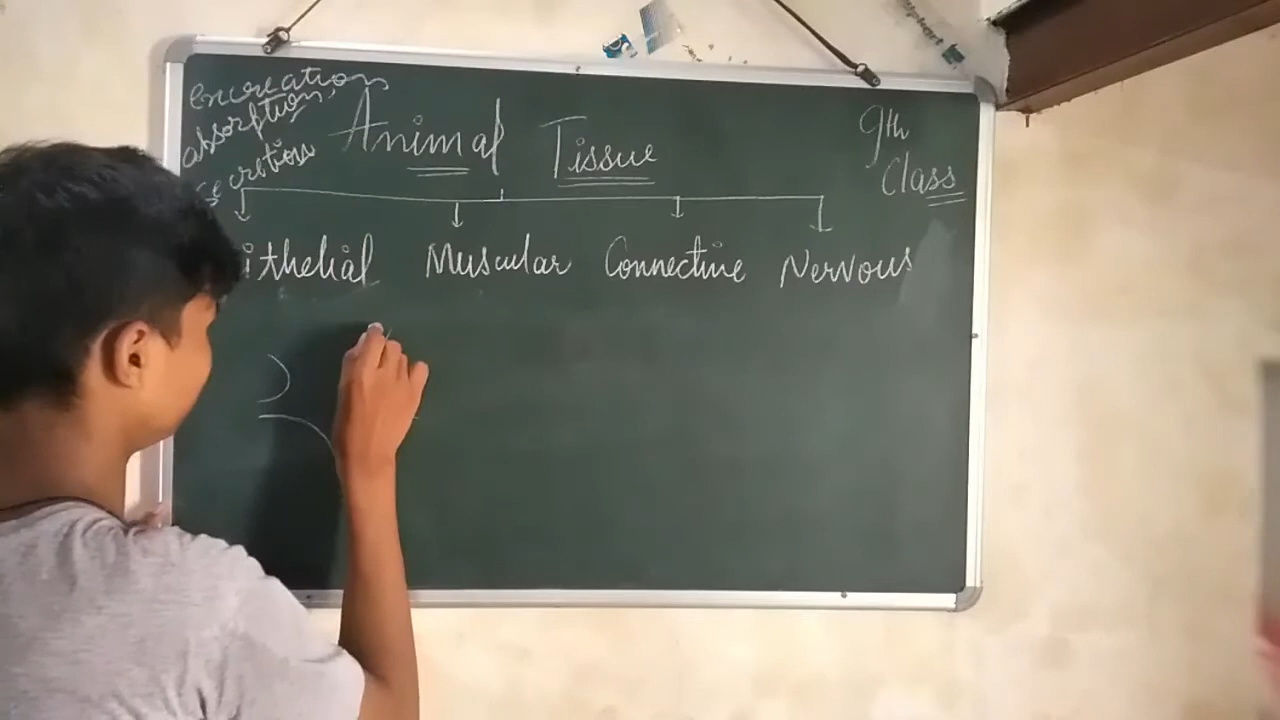 excreation
absorption,
secretion
Animal Tissue
9th
Class
ithelial Muscular Connective Nervous